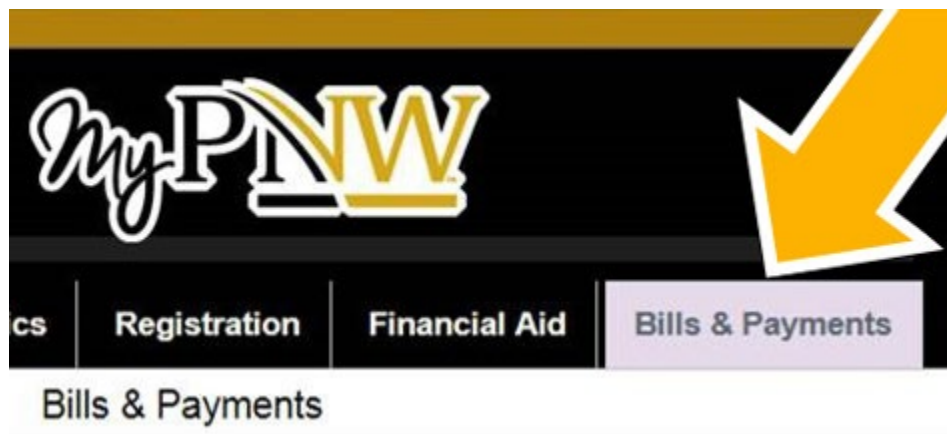 MyPNW
ics Registration Financial Aid Bills & Payments
Bills & Payments